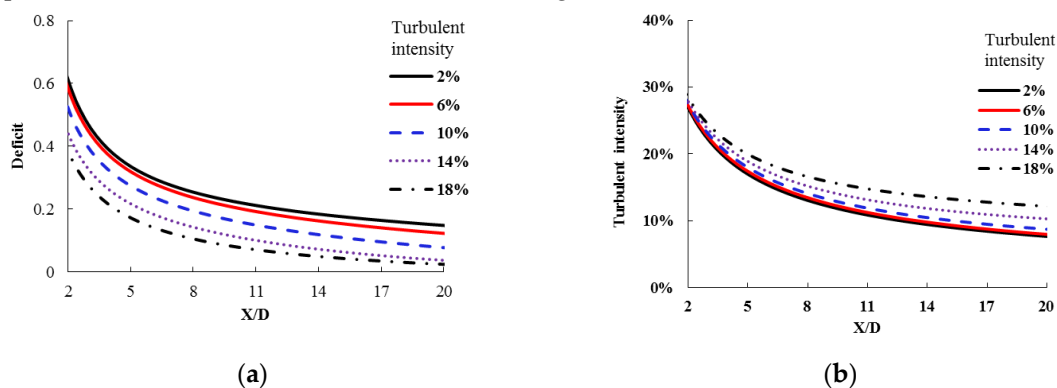 0.8
0.6
0.4
0.2
0
Deficit
2 5 8 11 14 17 20
X/D
Turbulent
intensity
2%
6%
10%
14%
18%
(a)
40%
30%
20%
10%
0%
Turbulent intensity
2 5 8 11 14 17 20
X/D
Turbulent
intensity
2%
6%
10%
14%
18%
(b)